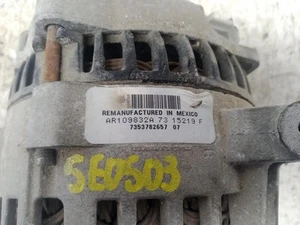 REMANUFACTURED IN MEXICO
AR109832A 73 15219 F
7353782657 07
SE0503